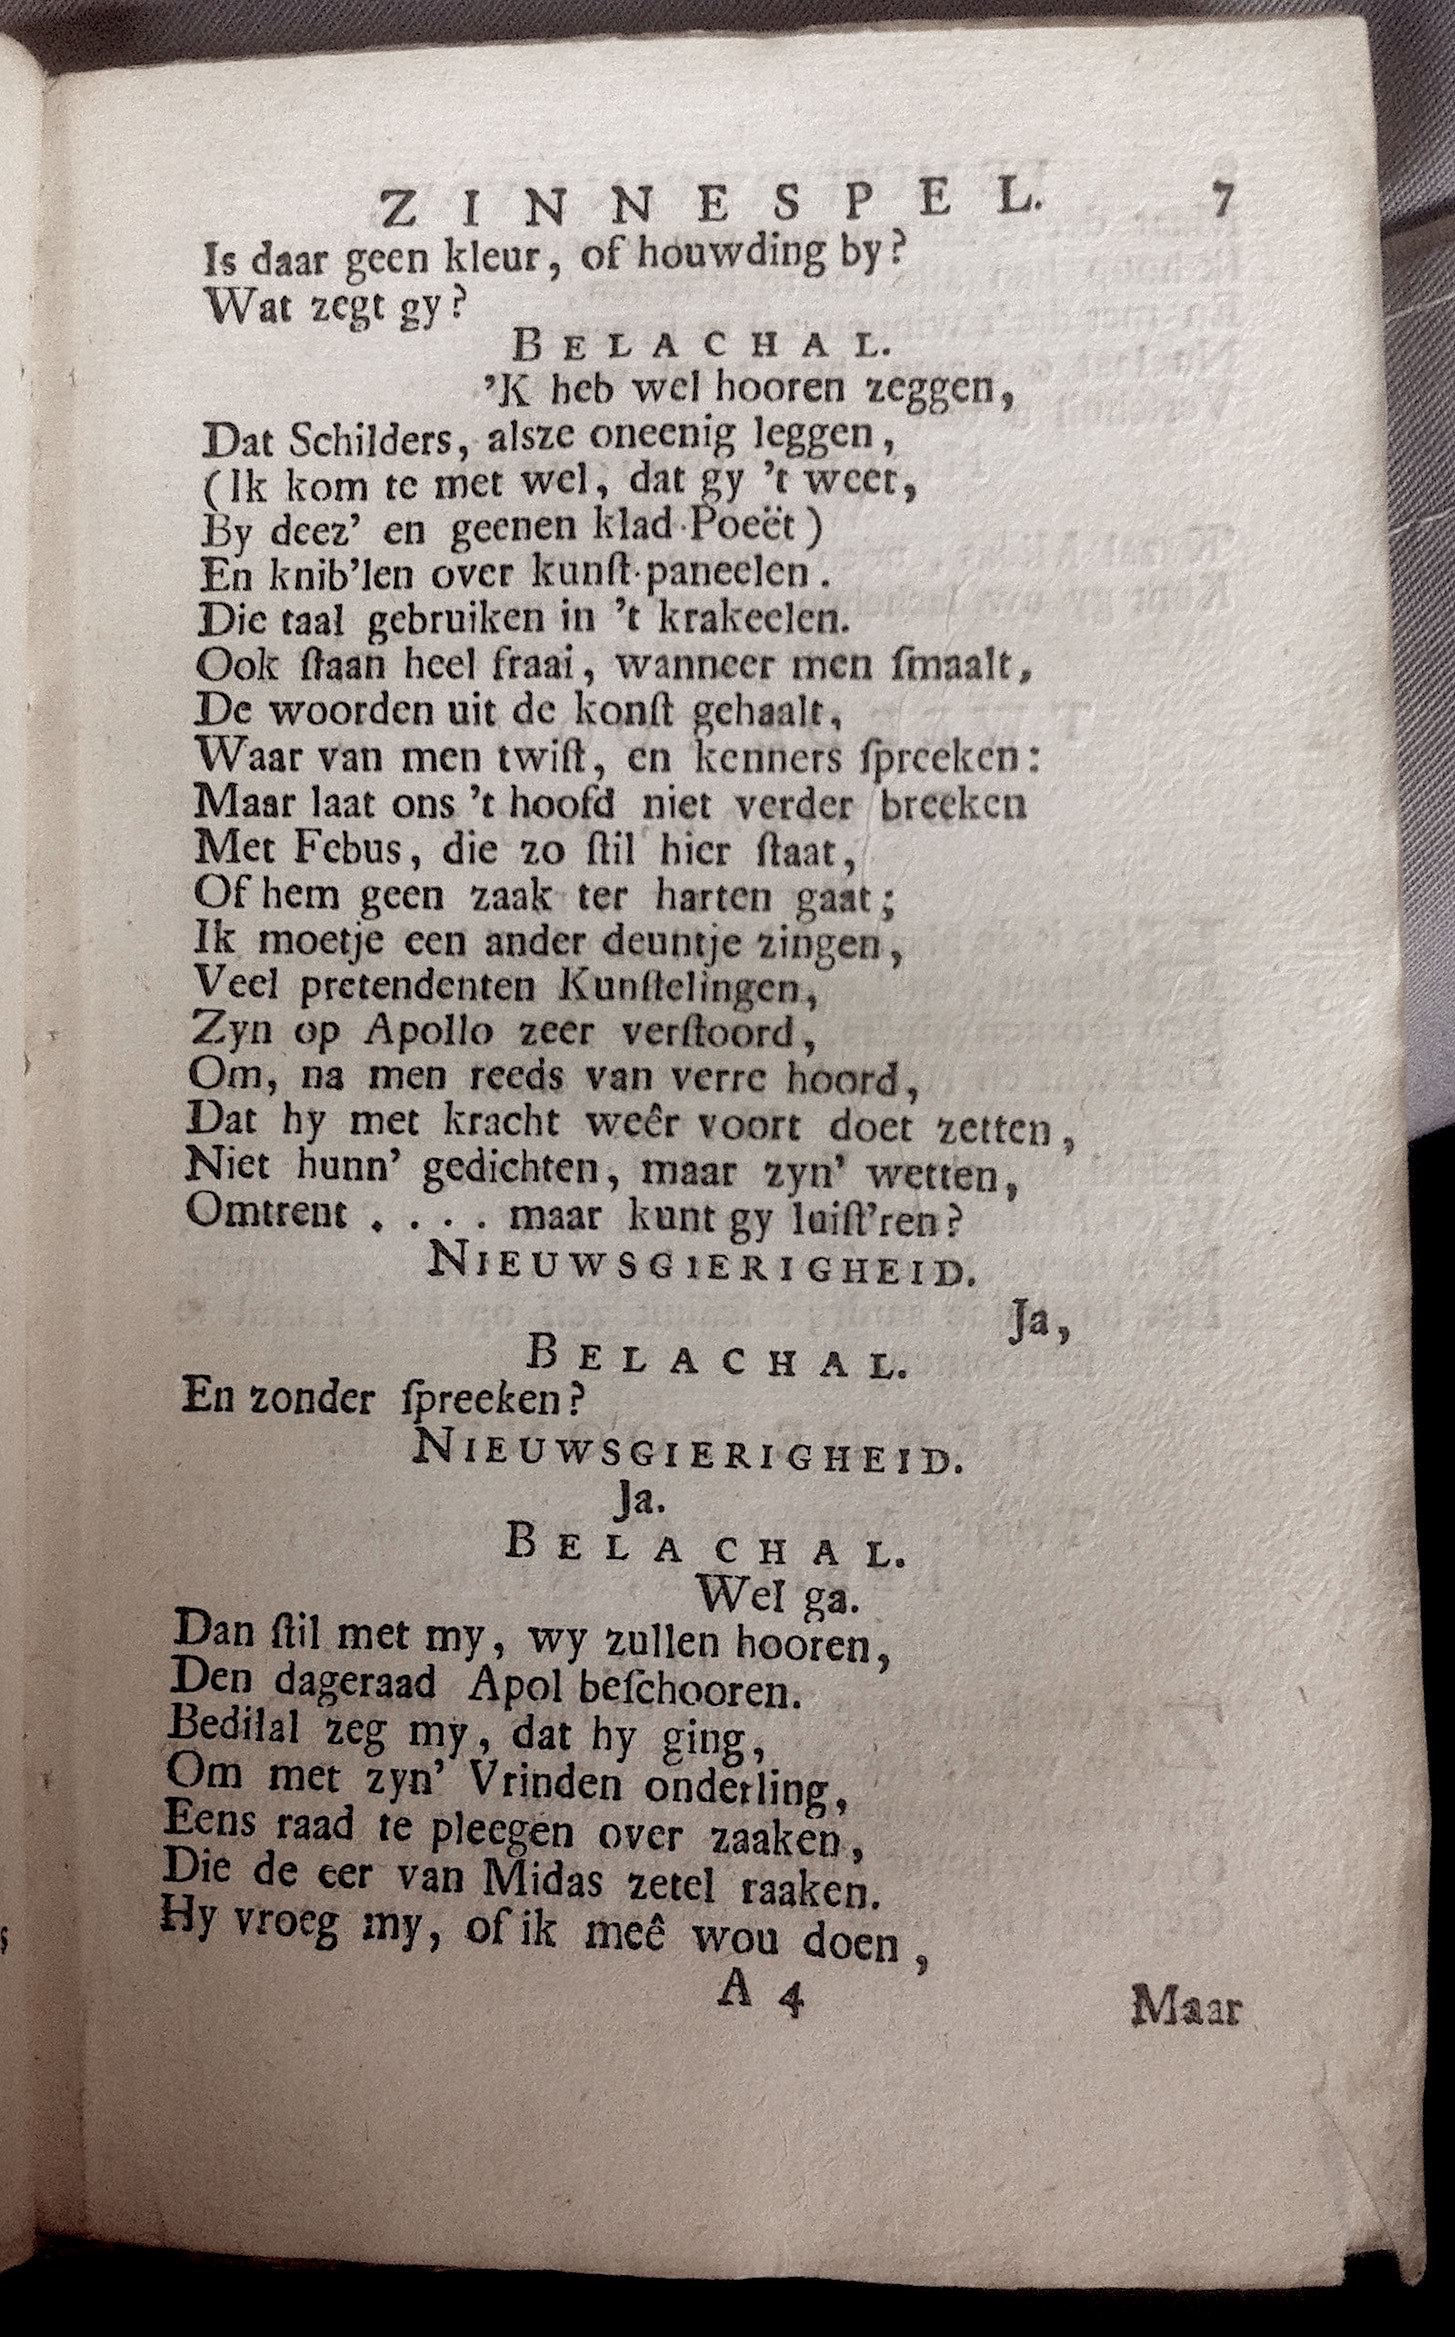 ZINNESPEL. 7
Is daar geen kleur, of houwding by?
Wat zegt gy?
BELACHAL.
'K heb wel hooren zeggen,
Dat Schilders, alsze oneenig leggen,
(Ik kom te met wel, dat gy 't weet,
By deez' en geenen klad-Poeët)
En knib'len over kunſt-paneelen.
Die taal gebruiken in 't krakeelen.
Ook ſtaan heel fraai, wanneer men ſmaalt,
De woorden uit de konſt gehaalt,
Waar van men twiſt, en kenners ſpreeken:
Maar laat ons 't hoofd niet verder breeken
Met Febus, die zo ſtil hier ſtaat,
Of hem geen zaak ter harten gaat;
Ik moetje een ander deuntje zingen,
Veel pretendenten Kunſtelingen,
Zyn op Apollo zeer verſtoord,
Om, na men reeds van verre hoord,
Dat hy met kracht weêr voort doet zetten,
Niet hunn' gedichten, maar zyn' wetten,
Omtrent . . . . maar kunt gy luiſt'ren?
NIEUWSGIERIGHEID.
Ja,
BELACHAL.
En zonder ſpreeken?
NIEUWSGIERIGHEID.
Ja.
BELACHAL.
Wel ga.
Dan ſtil met my, wy zullen hooren,
Den dageraad Apol beſchooren.
Bedilal zeg my, dat hy ging,
Om met zyn' Vrinden onderling,
Eens raad te pleegen over zaaken,
Die de eer van Midas zetel raaken.
Hy vroeg my, of ik meê wou doen,
A 4 Maar